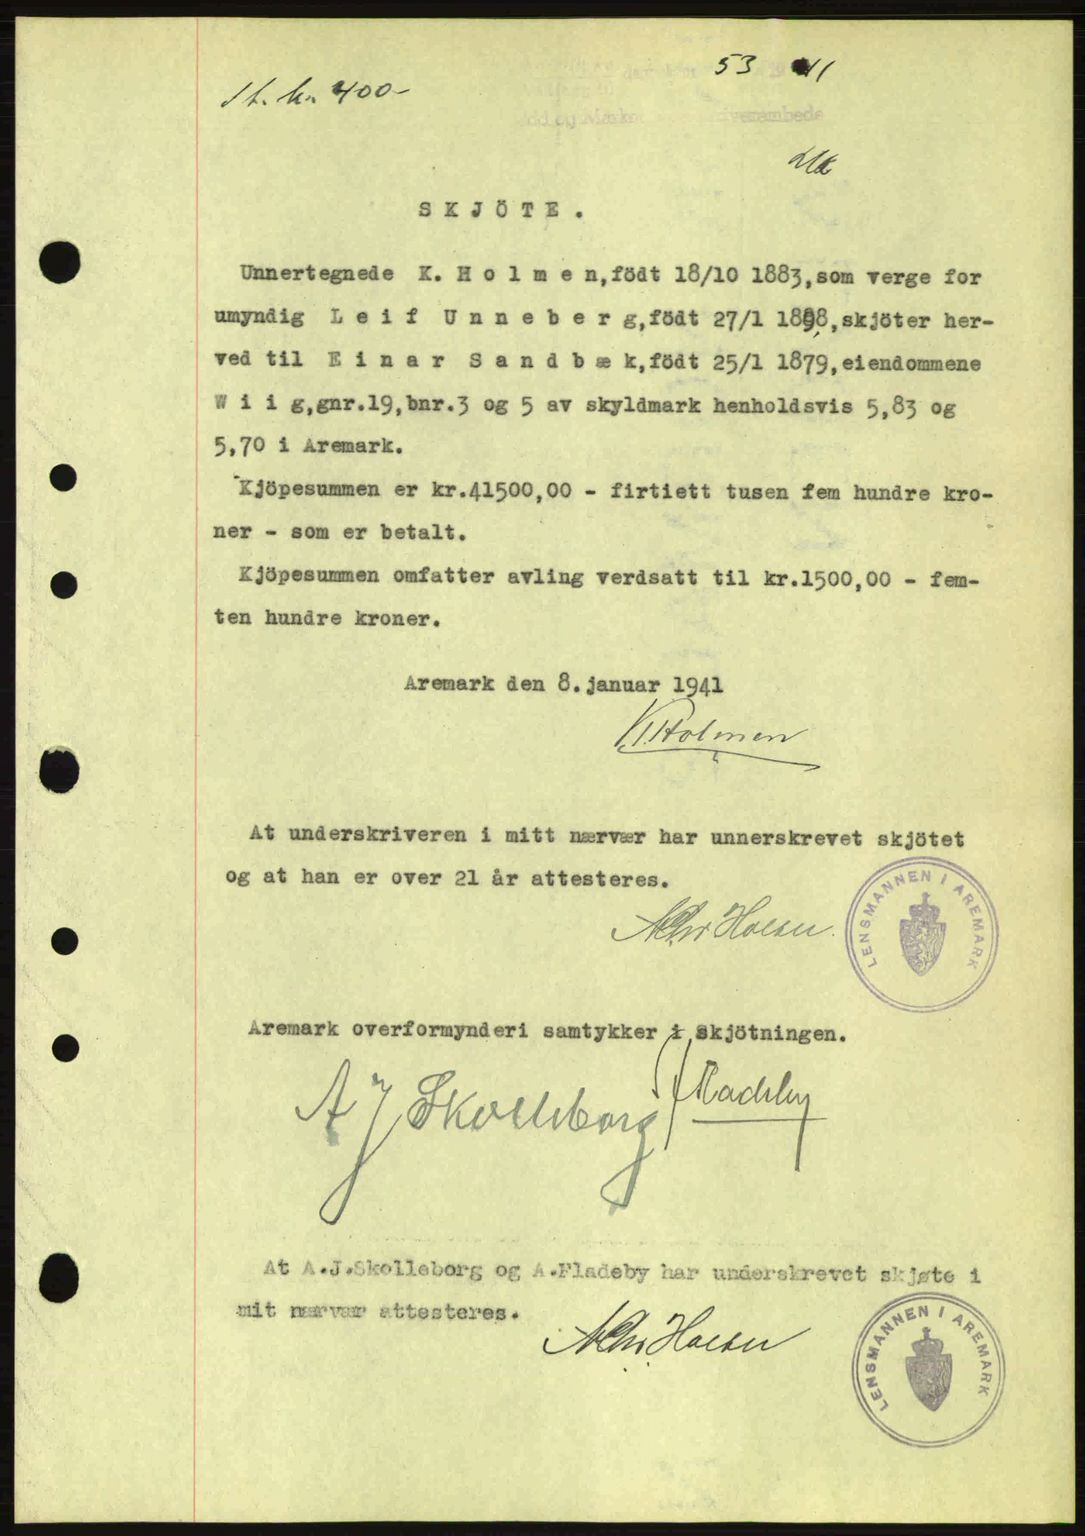 53 41
St. kr. 400-
SKJÖTE.
Unnertegnede K. Holmen, födt 18/10 1883, som verge for
umyndig Leif Unneberg, födt 27/1 1898, skjöter her-
ved til Einar Sandbæk, födt 25/1 1879, eiendommene
Wiig, gnr.19, bnr.3 og 5 av skyldmark henholdsvis 5,83 og
5,70 i Aremark.
Kjöpesummen er kr.41500,00 - firtiett tusen fem hundre kro-
ner - som er betalt.
Kjöpesummen omfatter avling verdsatt til kr.1500,00 - fem-
ten hundre kroner.
Aremark den 8. januar 1941
K. Holmen
At underskriveren i mitt nærvær har unnerskrevet skjötet
og at han er over 21 år attesteres.
LENSMANNEN I AREMARK
Aremark overformynderi samtykker i skjötningen.
A J Skolleborg / Fladeby
At A.J.Skolleborg og A.Fladeby har underskrevet skjøte i
mit nærvær attesteres.
LENSMANNEN I AREMARK